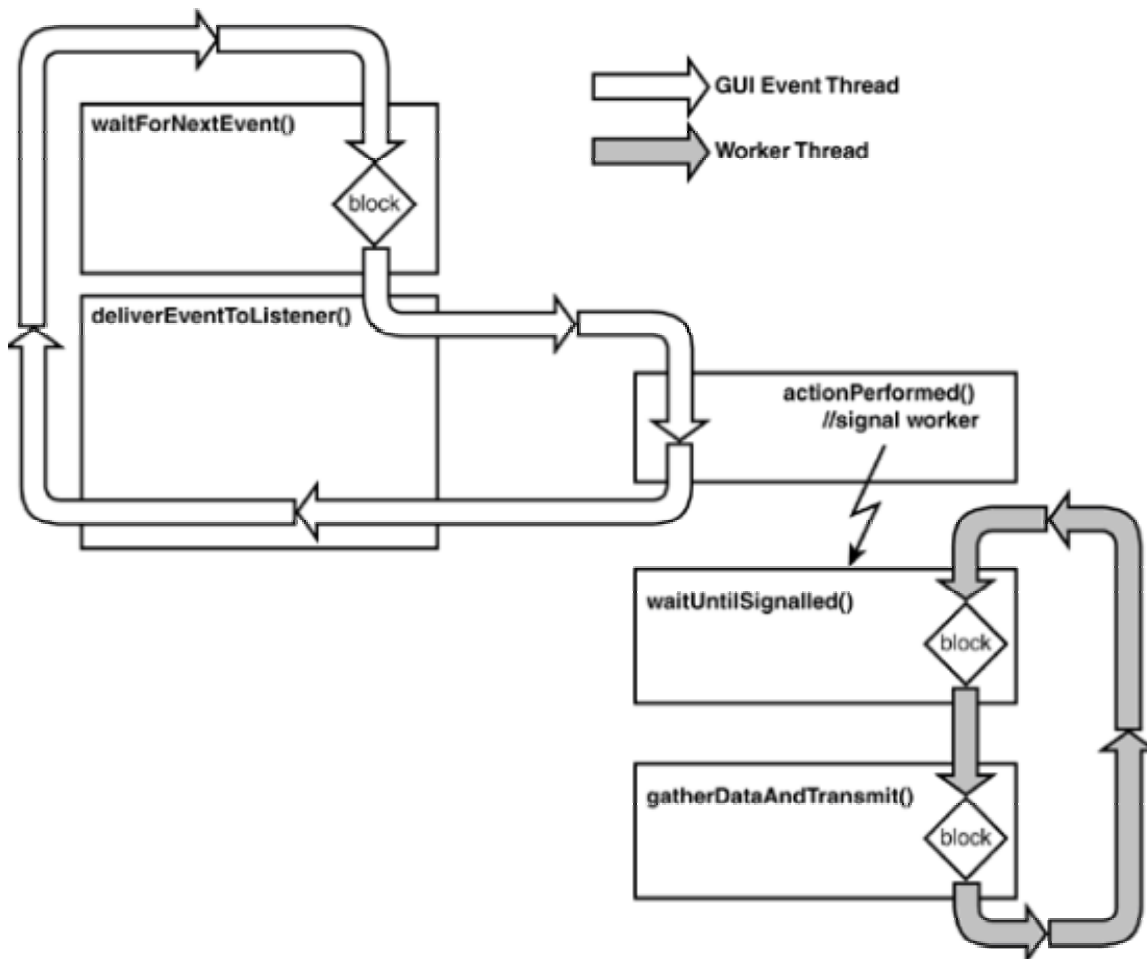 waitForNextEvent()
GUI Event Thread
Worker Thread
block
deliverEventToListener()
actionPerformed()
//signal worker
waitUntilSignalled()
block
gatherDataAndTransmit()
block